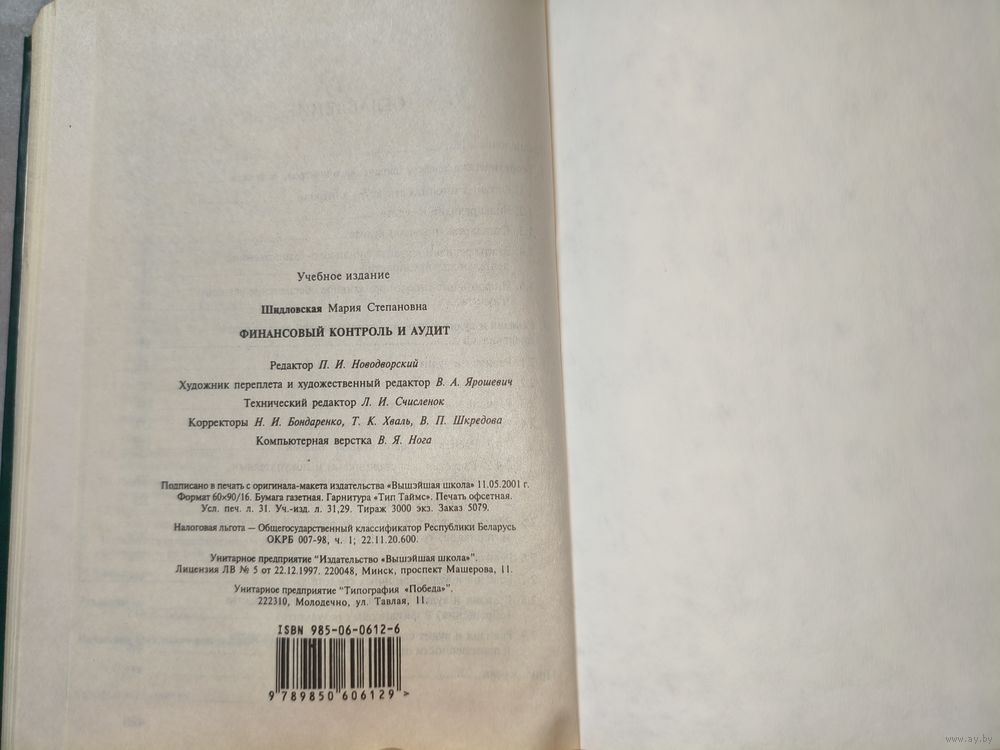 Учебное издание
Шидловская Мария Степановна
ФИНАНСОВЫЙ КОНТРОЛЬ И АУДИТ
Редактор П. И. Новодворский
Художник переплета и художественный редактор В. А. Ярошевич
Технический редактор Л. И. Счисленок
Корректоры Н. И. Бондаренко, Т. К. Хваль, В. П. Шкредова
Компьютерная верстка В. Я. Нога
Подписано в печать с оригинала-макета издательства «Вышэйшая школа» 11.05.2001 г.
Формат 60×90/16. Бумага газетная. Гарнитура «Тип Таймс». Печать офсетная.
Усл. печ. л. 31. Уч.-изд. л. 31,29. Тираж 3000 экз. Заказ 5079.
Налоговая льгота — Общегосударственный классификатор Республики Беларусь
ОКРБ 007-98, ч. 1; 22.11.20.600.
Унитарное предприятие "Издательство «Вышэйшая школа»".
Лицензия ЛВ № 5 от 22.12.1997. 220048, Минск, проспект Машерова, 11.
Унитарное предприятие "Типография «Победа»".
222310, Молодечно, ул. Тавлая, 11.
ISBN 985-06-0612-6
9 789850 606129 >
www.ay.by